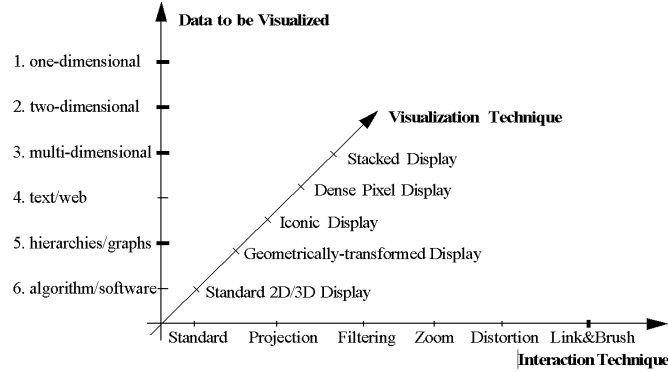 Data to be Visualized
1. one-dimensional
2. two-dimensional
Visualization Technique
3. multi-dimensional
Stacked Display
Dense Pixel Display
4. text/web
Iconic Display
5. hierarchies/graphs
Geometrically-transformed Display
6. algorithm/software
Standard 2D/3D Display
Standard Projection Filtering Zoom Distortion Link&Brush
Interaction Technique